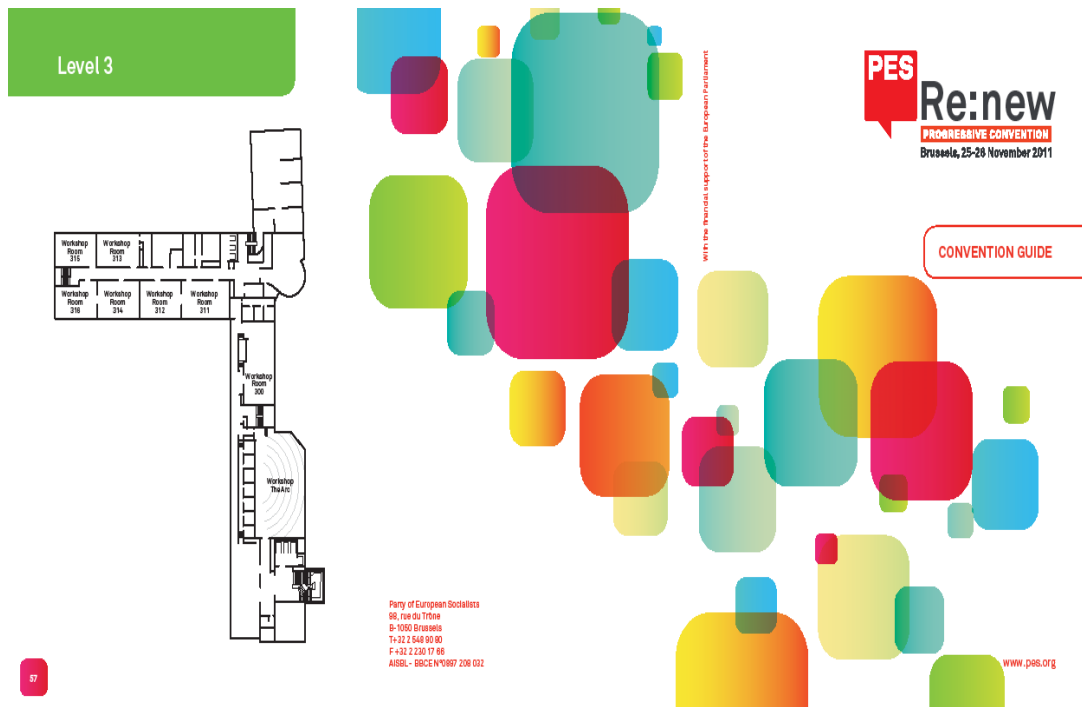 Level 3
Workshop
Room
315
Workshop
Room
313
Workshop
Room
316
Workshop
Room
314
Workshop
Room
312
Workshop
Room
311
Workshop
Room
300
Workshop
The Arc
57
With the financial support of the European Parliament
Party of European Socialists
98, rue du Trône
B-1050 Brussels
T+32 2 548 90 80
F +32 2 230 17 66
AISBL - BBCE N°0897 208 032
PES
Re:new
PROGRESSIVE CONVENTION
Brussels, 25-26 November 2011
CONVENTION GUIDE
www.pes.org